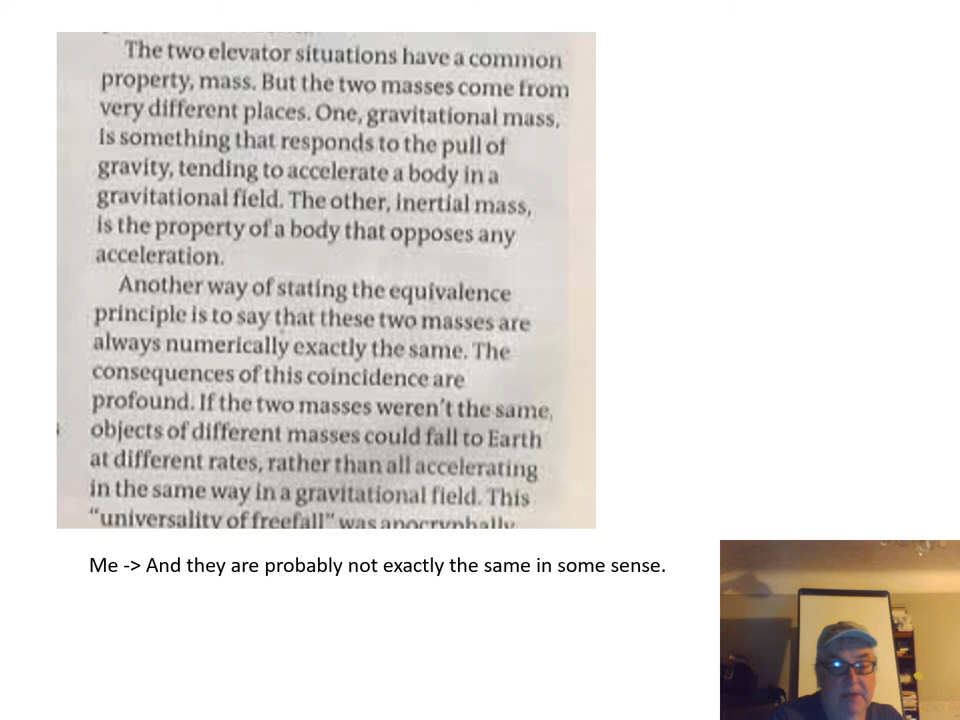 The two elevator situations have a common
property, mass. But the two masses come from
very different places. One, gravitational mass,
is something that responds to the pull of
gravity, tending to accelerate a body in a
gravitational field. The other, inertial mass,
is the property of a body that opposes any
acceleration.
Another way of stating the equivalence
principle is to say that these two masses are
always numerically exactly the same. The
consequences of this coincidence are
profound. If the two masses weren't the same,
objects of different masses could fall to Earth
at different rates, rather than all accelerating
in the same way in a gravitational field. This
"universality of freefall" was apocryphally
Me -> And they are probably not exactly the same in some sense.